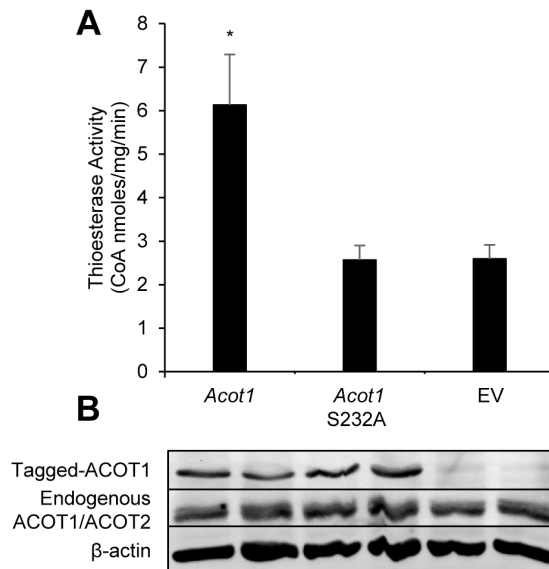 A
8
7
6
5
4
3
2
1
0
Thioesterase Activity
(CoA nmoles/mg/min)
*
Acot1
Acot1
S232A
EV
B
Tagged-ACOT1
Endogenous
ACOT1/ACOT2
β-actin